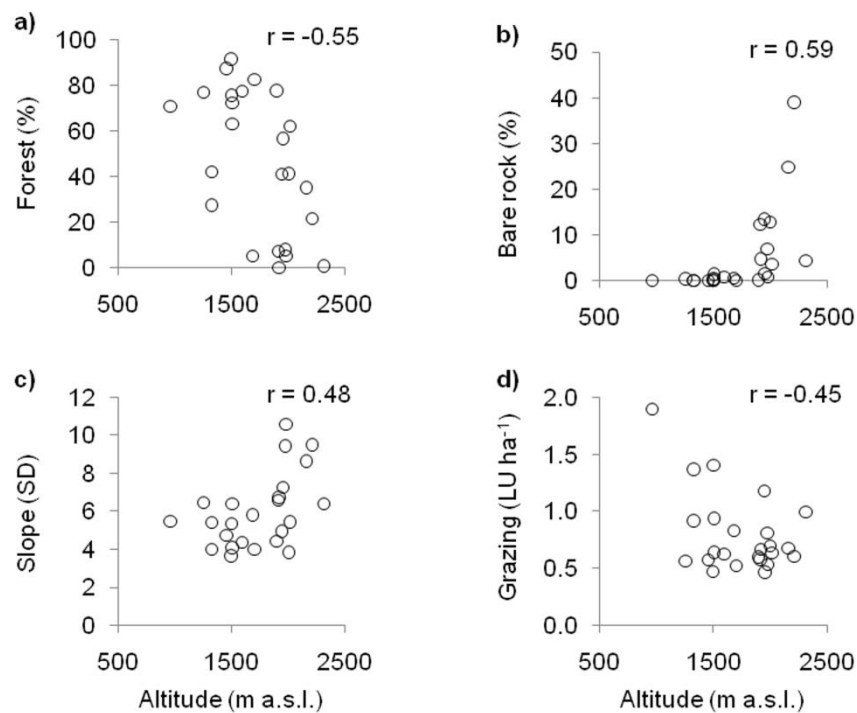 a)
r = -0.55
100
80
60
40
20
0
Forest (%)
500
1500
2500
b)
r = 0.59
50
40
30
20
10
0
Bare rock (%)
500
1500
2500
c)
r = 0.48
12
10
8
6
4
2
0
Slope (SD)
500
1500
2500
Altitude (m a.s.l.)
d)
r = -0.45
2.0
1.5
1.0
0.5
0.0
Grazing (LU ha⁻¹)
500
1500
2500
Altitude (m a.s.l.)